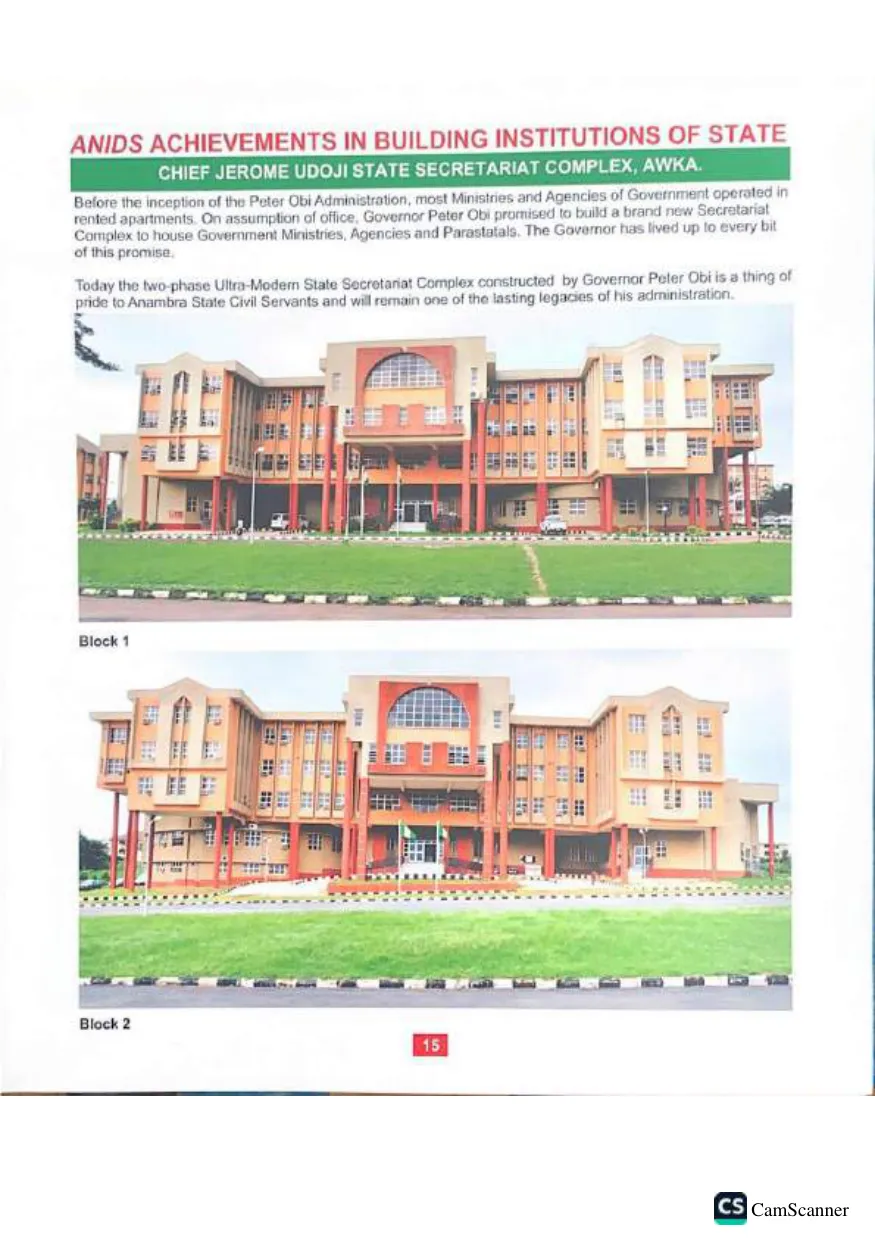 ANIDS ACHIEVEMENTS IN BUILDING INSTITUTIONS OF STATE
CHIEF JEROME UDOJI STATE SECRETARIAT COMPLEX, AWKA.
Before the inception of the Peter Obi Administration, most Ministries and Agencies of Government operated in
rented apartments. On assumption of office, Governor Peter Obi promised to build a brand new Secretariat
Complex to house Government Ministries, Agencies and Parastatals. The Governor has lived up to every bit
of this promise.
Today the two-phase Ultra-Modern State Secretariat Complex constructed by Governor Peter Obi is a thing of
pride to Anambra State Civil Servants and will remain one of the lasting legacies of his administration.
Block 1
Block 2
15
CS CamScanner